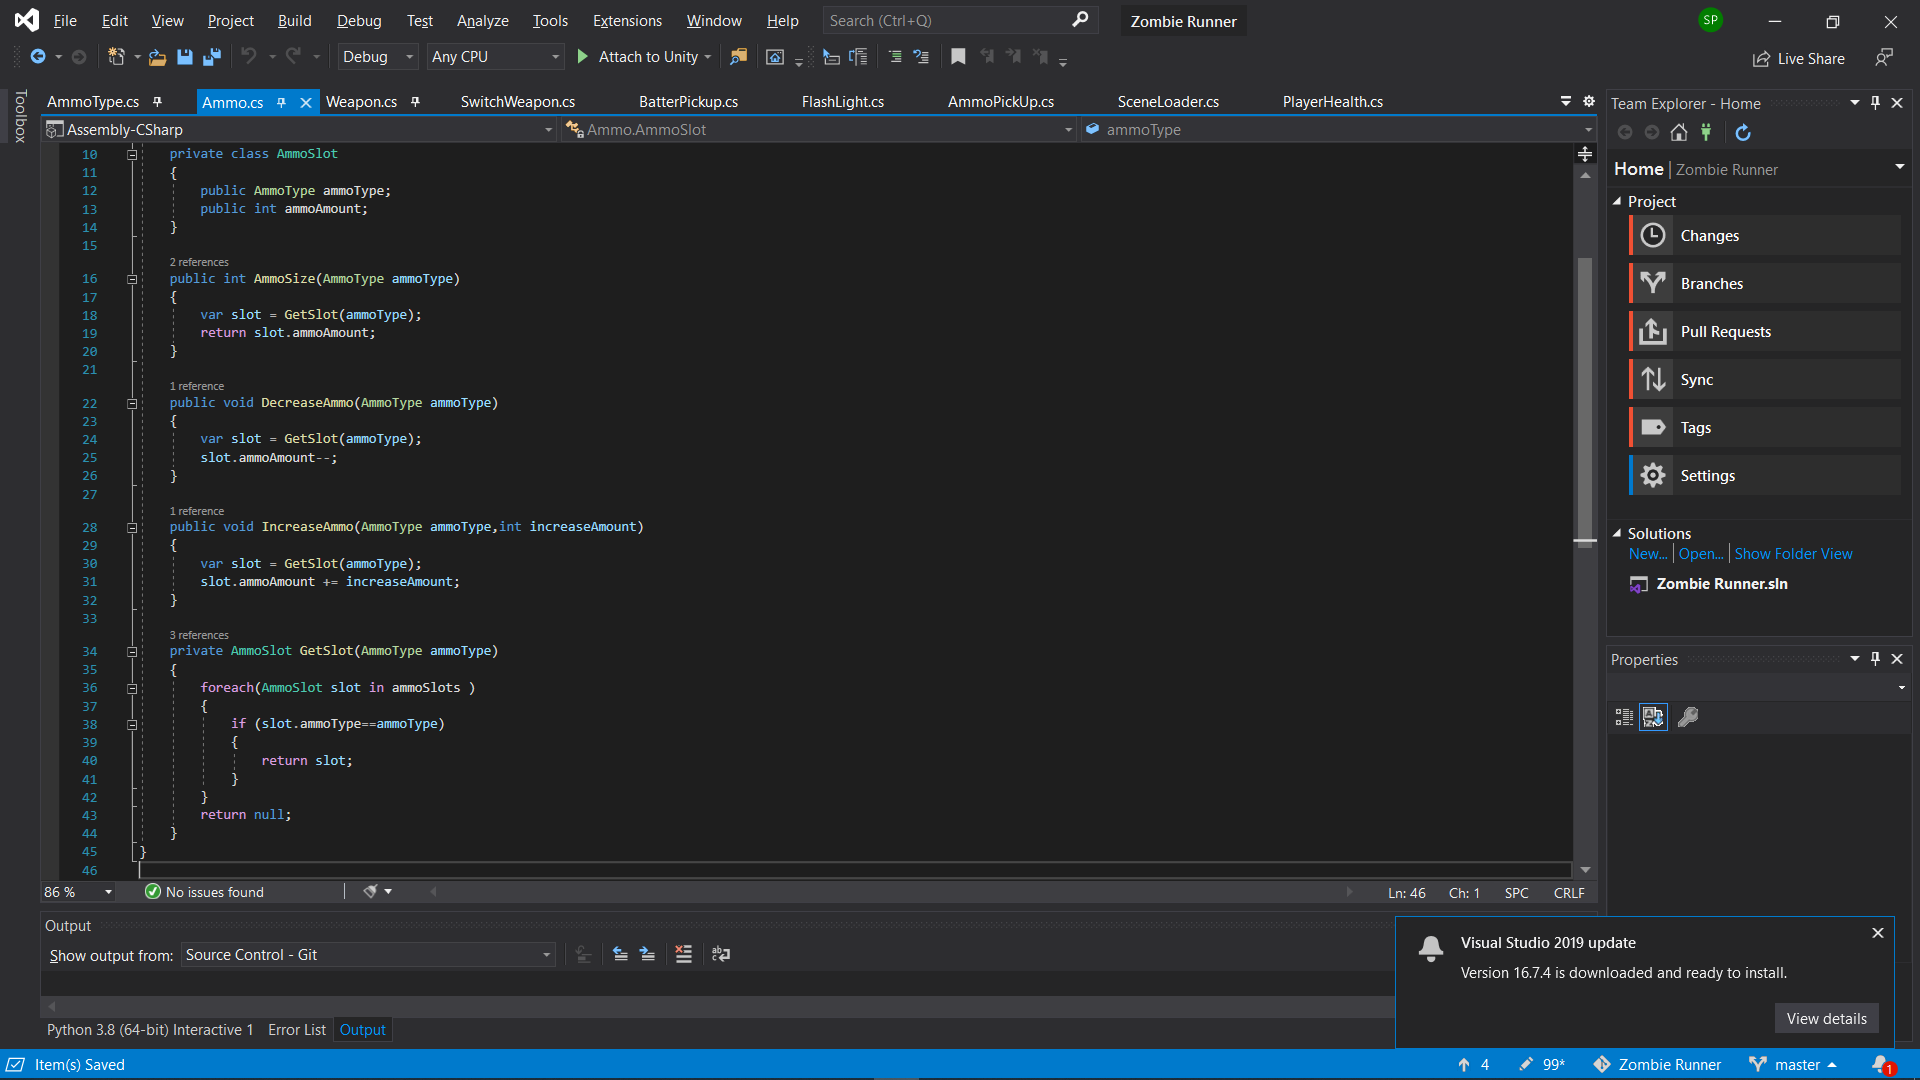 File Edit View Project Build Debug Test Analyze Tools Extensions Window Help Search (Ctrl+Q) Zombie Runner SP
Debug Any CPU Attach to Unity Live Share
Toolbox
AmmoType.cs Ammo.cs Weapon.cs SwitchWeapon.cs BatterPickup.cs FlashLight.cs AmmoPickUp.cs SceneLoader.cs PlayerHealth.cs
Assembly-CSharp Ammo.AmmoSlot ammoType
10 private class AmmoSlot
11 {
12 public AmmoType ammoType;
13 public int ammoAmount;
14 }
15
2 references
16 public int AmmoSize(AmmoType ammoType)
17 {
18 var slot = GetSlot(ammoType);
19 return slot.ammoAmount;
20 }
21
1 reference
22 public void DecreaseAmmo(AmmoType ammoType)
23 {
24 var slot = GetSlot(ammoType);
25 slot.ammoAmount--;
26 }
27
1 reference
28 public void IncreaseAmmo(AmmoType ammoType,int increaseAmount)
29 {
30 var slot = GetSlot(ammoType);
31 slot.ammoAmount += increaseAmount;
32 }
33
3 references
34 private AmmoSlot GetSlot(AmmoType ammoType)
35 {
36 foreach(AmmoSlot slot in ammoSlots )
37 {
38 if (slot.ammoType==ammoType)
39 {
40 return slot;
41 }
42 }
43 return null;
44 }
45 }
46
86 % No issues found Ln: 46 Ch: 1 SPC CRLF
Output
Show output from: Source Control - Git
Python 3.8 (64-bit) Interactive 1 Error List Output
Team Explorer - Home
Home | Zombie Runner
Project
Changes
Branches
Pull Requests
Sync
Tags
Settings
Solutions
New... Open... Show Folder View
Zombie Runner.sln
Properties
Visual Studio 2019 update
Version 16.7.4 is downloaded and ready to install.
View details
Item(s) Saved 4 99* Zombie Runner master 1